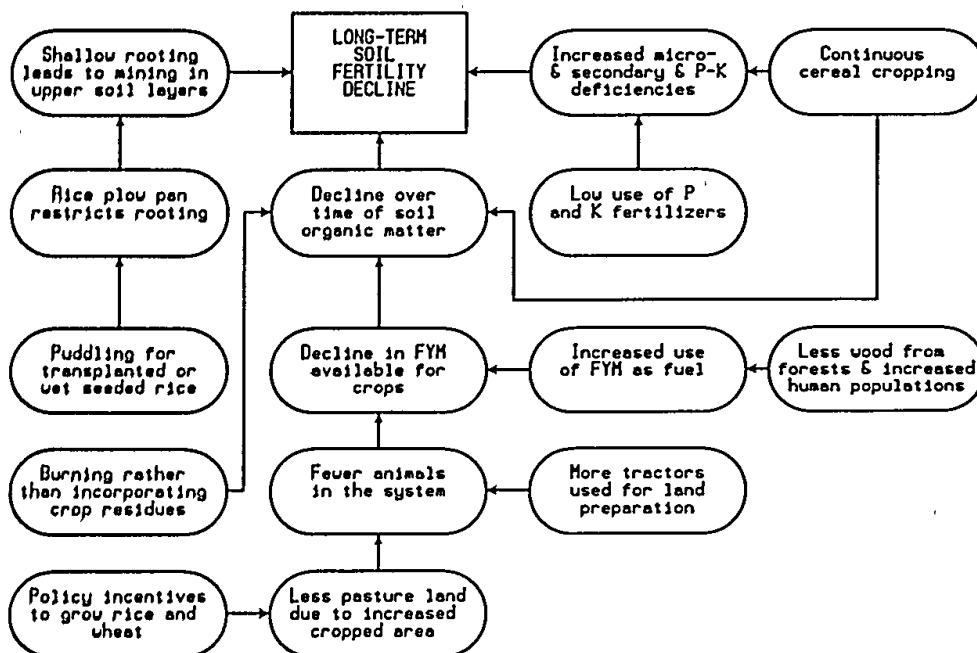 Shallow rooting
leads to mining in
upper soil layers
LONG-TERM
SOIL
FERTILITY
DECLINE
Increased micro-
& secondary & P-K
deficiencies
Continuous
cereal cropping
Rice plow pan
restricts rooting
Decline over
time of soil
organic matter
Low use of P
and K fertilizers
Puddling for
transplanted or
wet seeded rice
Decline in FYM
available for
crops
Increased use
of FYM as fuel
Less wood from
forests & increased
human populations
Burning rather
than incorporating
crop residues
Fewer animals
in the system
More tractors
used for land
preparation
Policy incentives
to grow rice and
wheat
Less pasture land
due to increased
cropped area